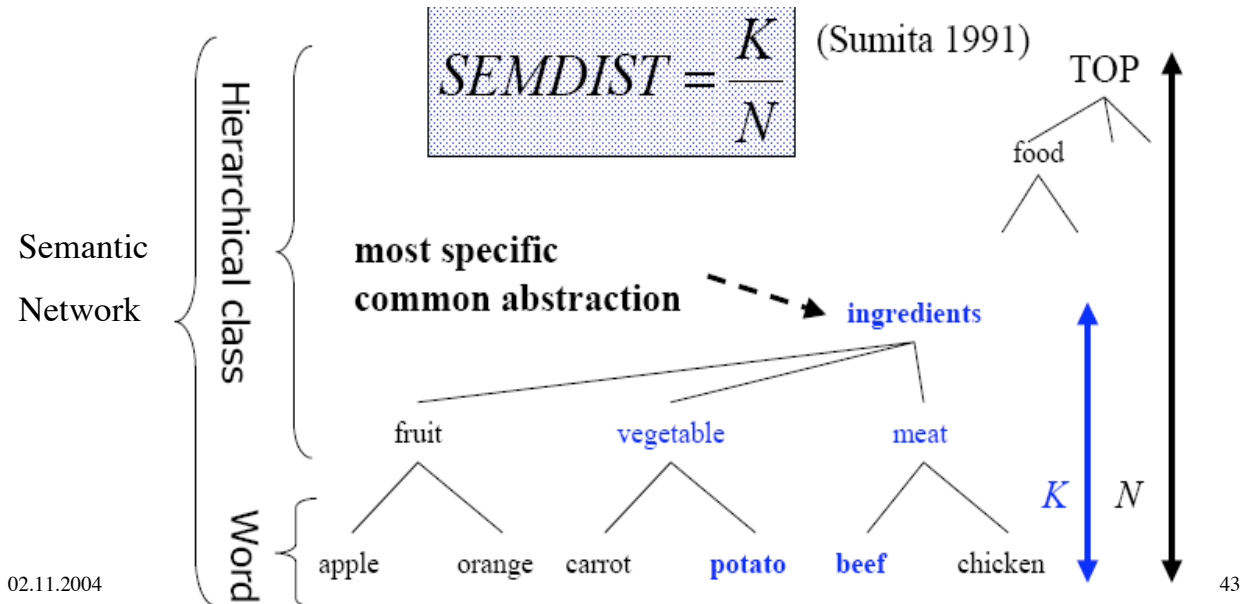 SEMDIST = K/N (Sumita 1991)
TOP
food
Hierarchical class
Semantic
Network
most specific
common abstraction
ingredients
fruit vegetable meat
K N
Word
apple orange carrot potato beef chicken
02.11.2004 43